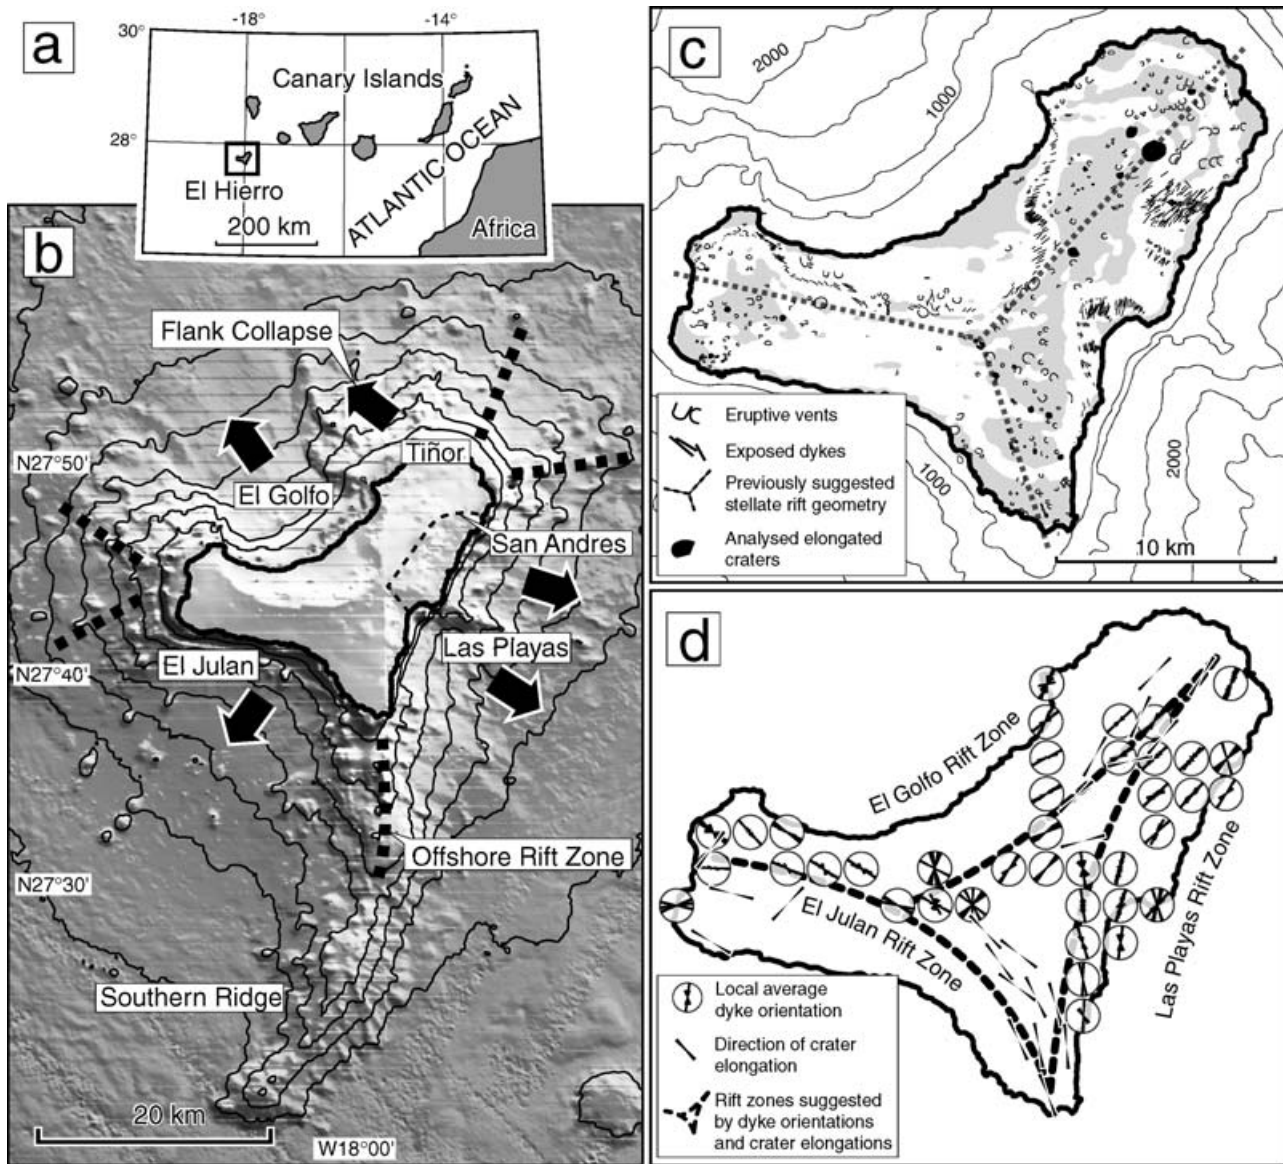 a
-18°
-14°
30°
28°
Canary Islands
El Hierro
200 km
ATLANTIC OCEAN
Africa
b
Flank Collapse
Tiñor
N27°50'
El Golfo
San Andres
Las Playas
El Julan
N27°40'
Offshore Rift Zone
N27°30'
Southern Ridge
20 km
W18°00'
c
2000
1000
Eruptive vents
Exposed dykes
Previously suggested
stellate rift geometry
Analysed elongated
craters
1000
2000
10 km
d
El Golfo Rift Zone
El Julan Rift Zone
Las Playas Rift Zone
Local average
dyke orientation
Direction of crater
elongation
Rift zones suggested
by dyke orientations
and crater elongations